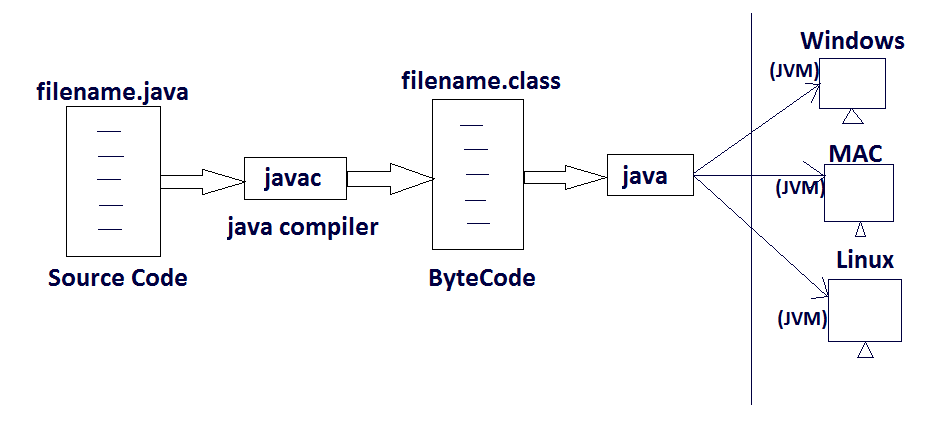 filename.java
Source Code
javac
java compiler
filename.class
ByteCode
java
Windows
(JVM)
MAC
(JVM)
Linux
(JVM)